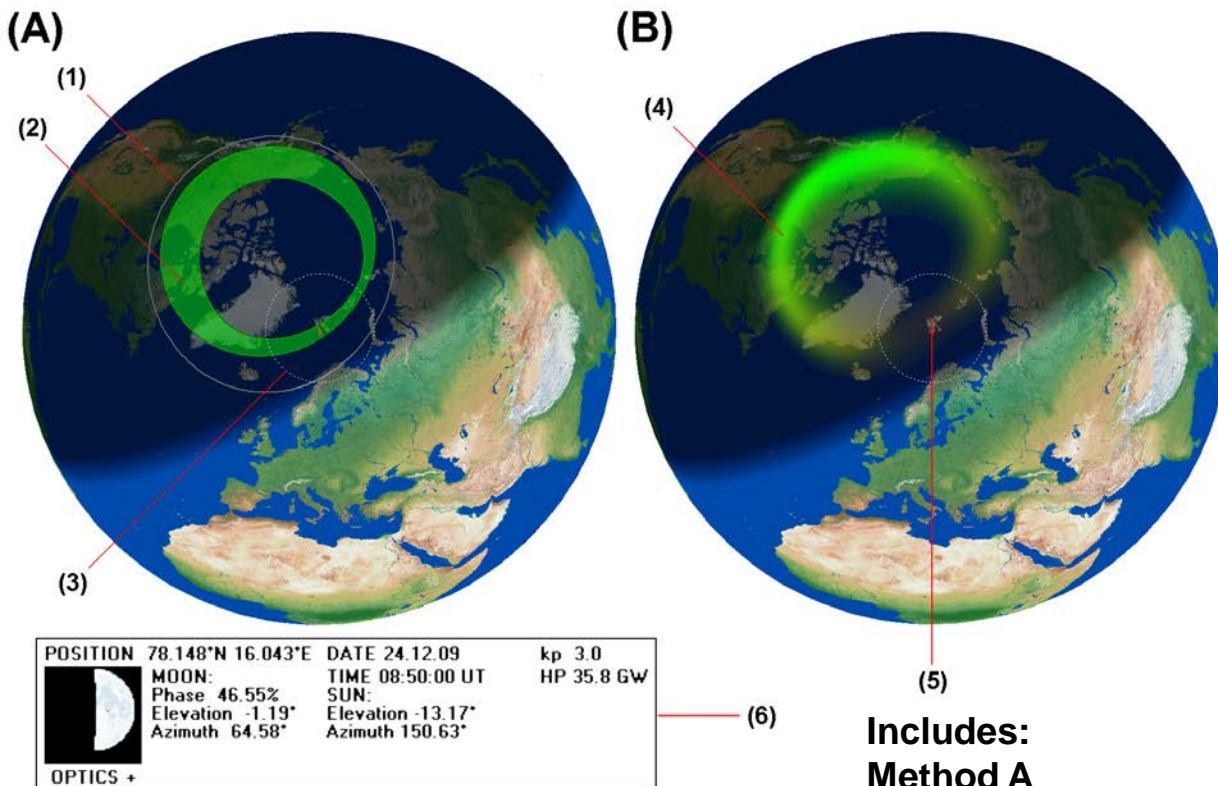 (A)
(B)
(1)
(2)
(3)
(4)
(5)
(6)
POSITION 78.148°N 16.043°E DATE 24.12.09 kp 3.0
MOON: TIME 08:50:00 UT HP 35.8 GW
Phase 46.55% SUN:
Elevation -1.19° Elevation -13.17°
Azimuth 64.58° Azimuth 150.63°
OPTICS +
Includes:
Method A